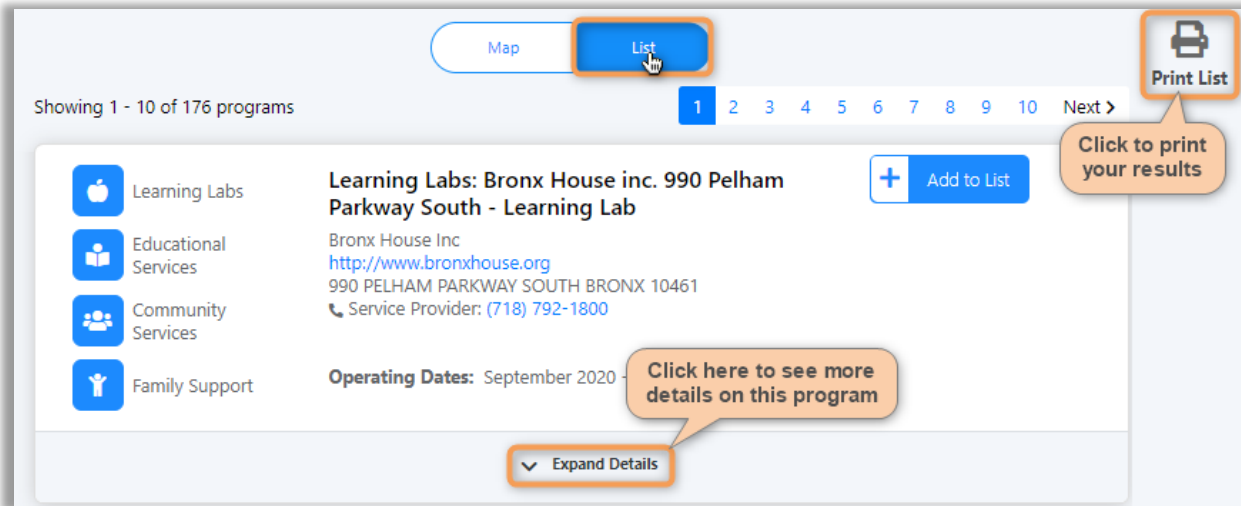 Map
List
Print List
Showing 1 - 10 of 176 programs
1 2 3 4 5 6 7 8 9 10 Next
Click to print
your results
Learning Labs
Educational
Services
Community
Services
Family Support
Learning Labs: Bronx House inc. 990 Pelham
Parkway South - Learning Lab
Bronx House Inc
http://www.bronxhouse.org
990 PELHAM PARKWAY SOUTH BRONX 10461
Service Provider: (718) 792-1800
Operating Dates: September 2020 -
+ Add to List
Click here to see more
details on this program
Expand Details